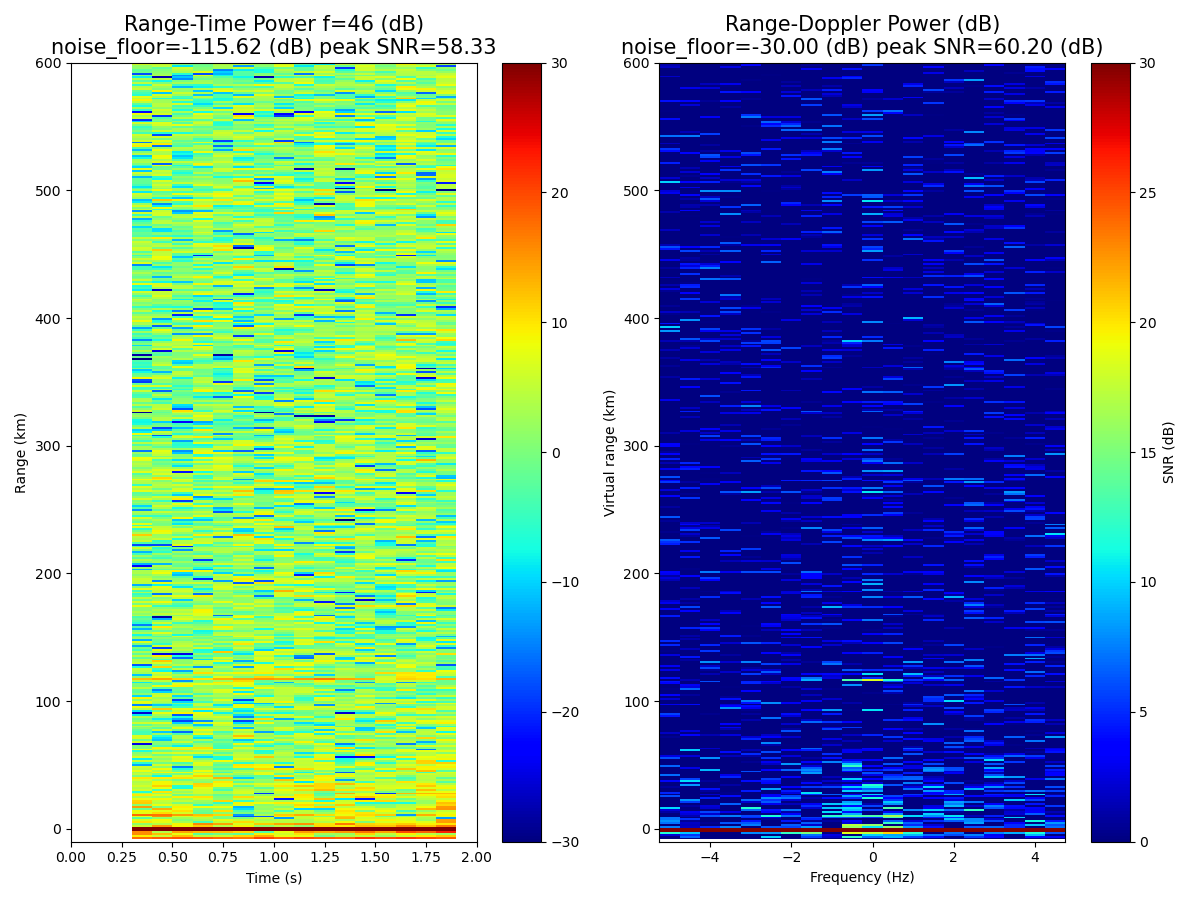 Range-Time Power f=46 (dB)
noise_floor=-115.62 (dB) peak SNR=58.33
Range-Doppler Power (dB)
noise_floor=-30.00 (dB) peak SNR=60.20 (dB)
600
500
400
300
200
100
0
Range (km)
0.00 0.25 0.50 0.75 1.00 1.25 1.50 1.75 2.00
Time (s)
30
20
10
0
−10
−20
−30
600
500
400
300
200
100
0
Virtual range (km)
−4 −2 0 2 4
Frequency (Hz)
30
25
20
15
10
5
0
SNR (dB)